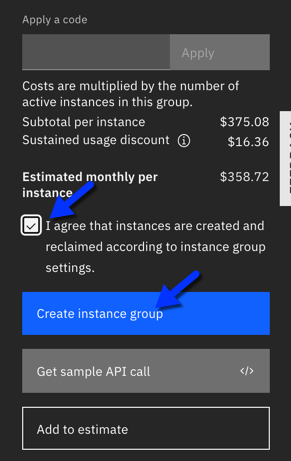 Apply a code
Apply
Costs are multiplied by the number of
active instances in this group.
Subtotal per instance $375.08
Sustained usage discount $16.36
Estimated monthly per $358.72
instance
I agree that instances are created and
reclaimed according to instance group
settings.
Create instance group
Get sample API call </>
Add to estimate